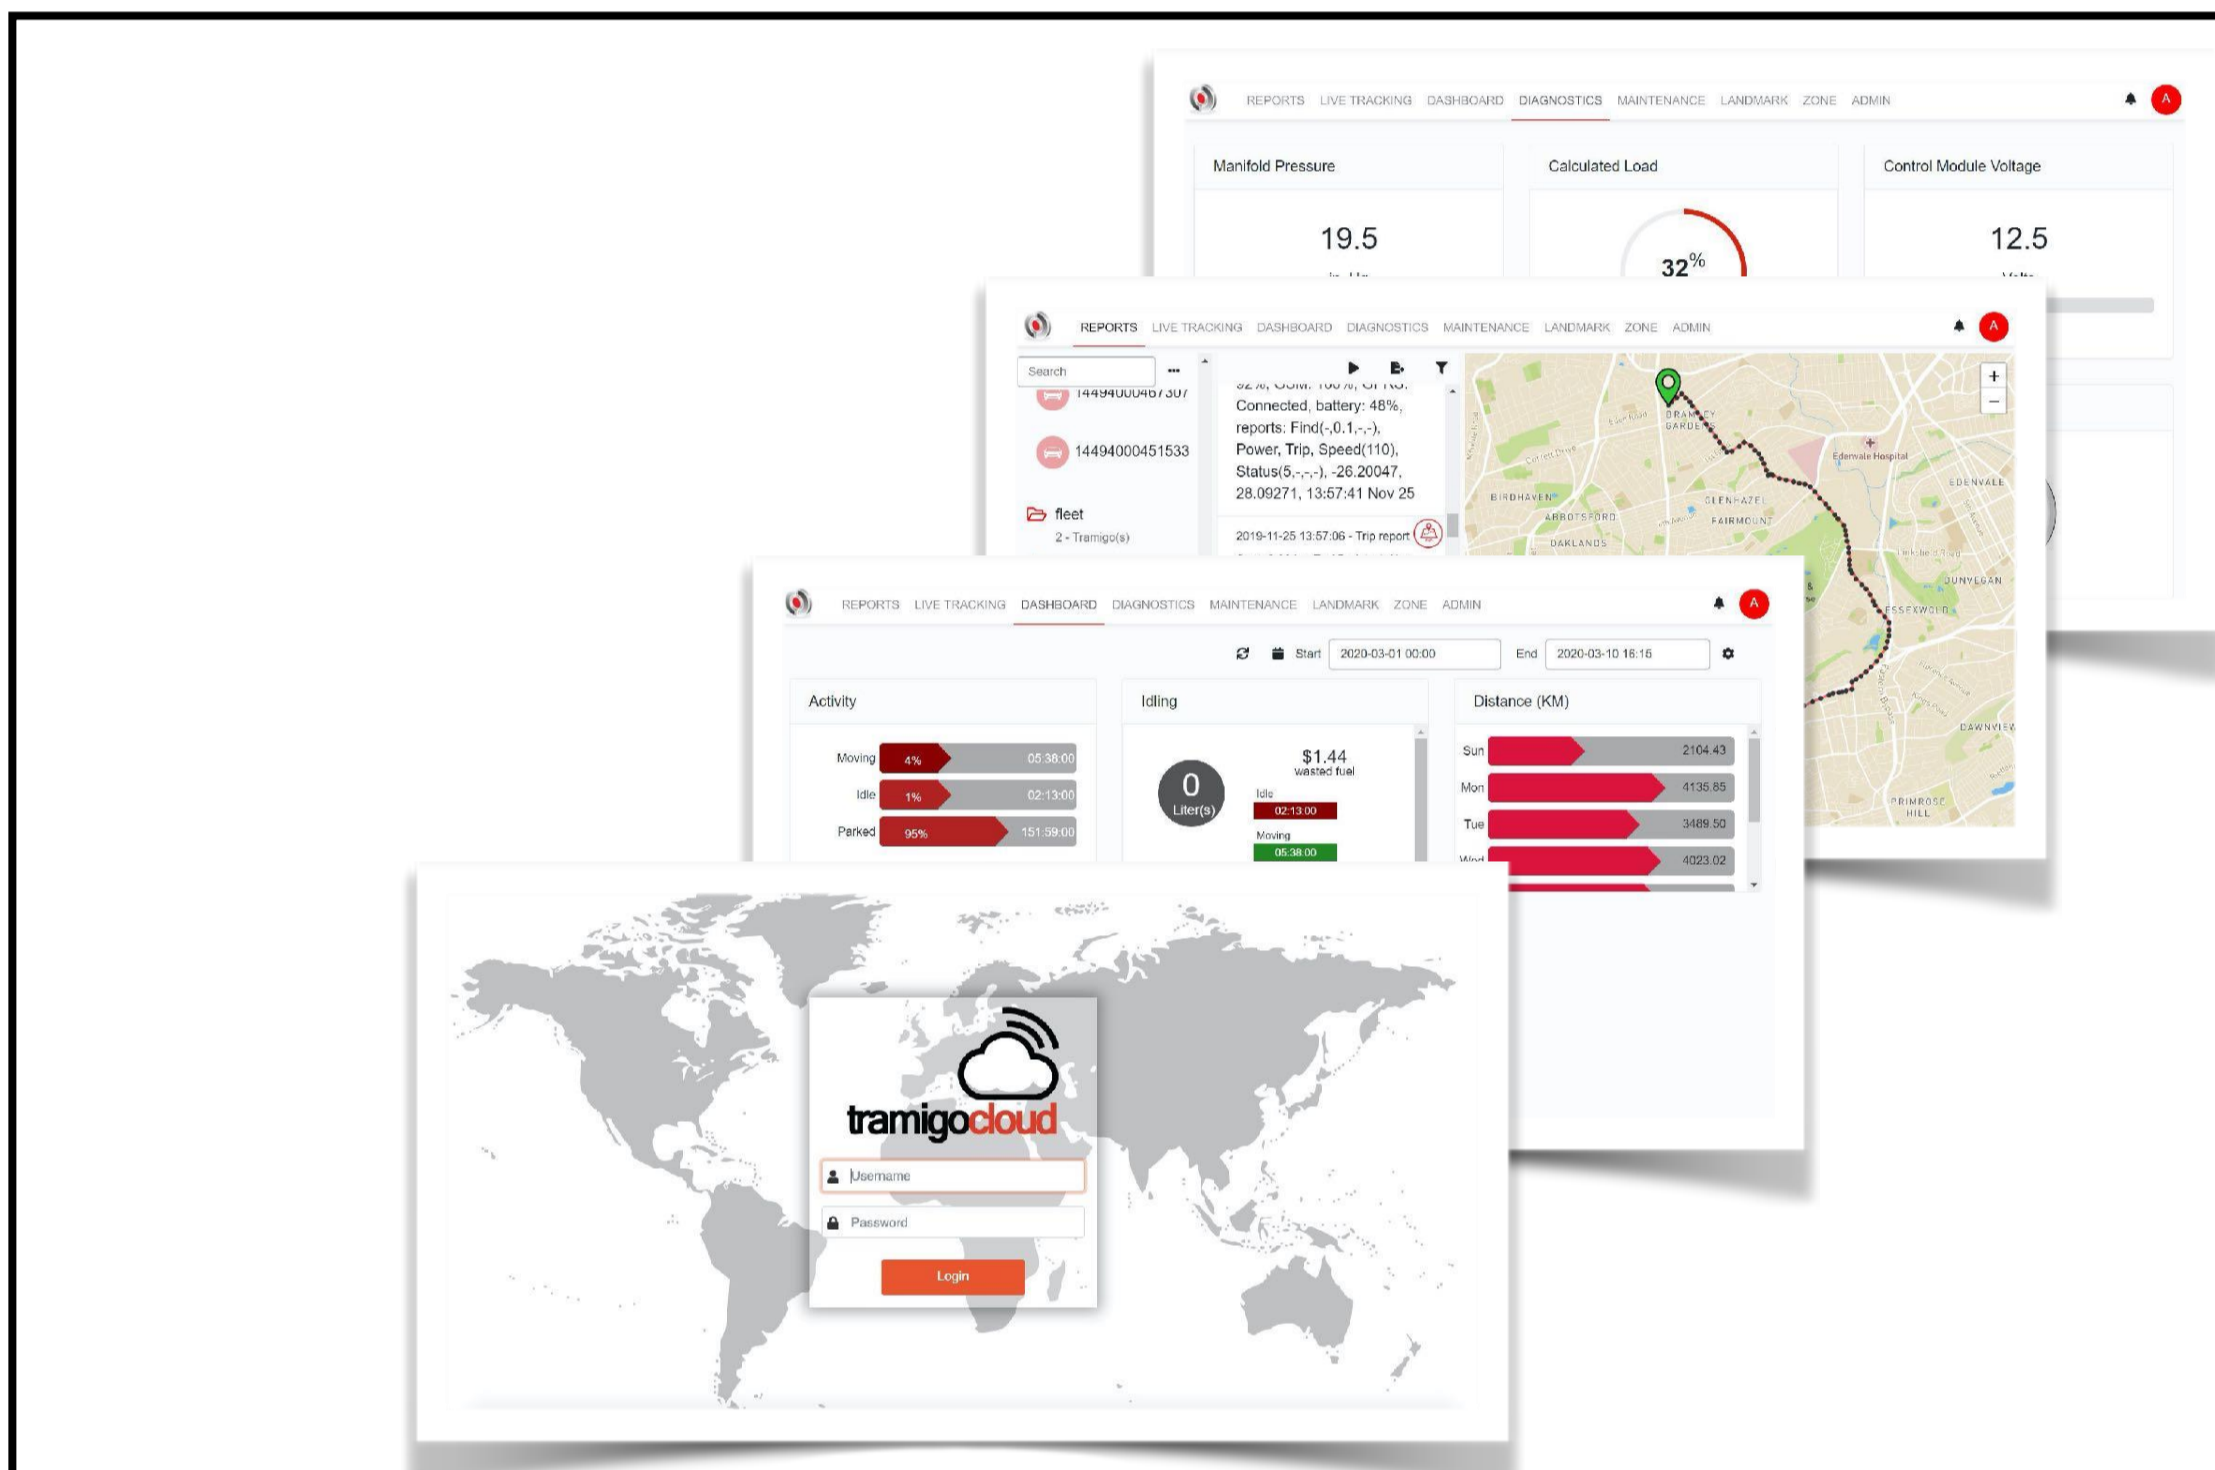 REPORTS LIVE TRACKING DASHBOARD DIAGNOSTICS MAINTENANCE LANDMARK ZONE ADMIN
A
Manifold Pressure
Calculated Load
Control Module Voltage
19.5
32%
12.5
REPORTS LIVE TRACKING DASHBOARD DIAGNOSTICS MAINTENANCE LANDMARK ZONE ADMIN
A
Search
14494000467307
14494000451533
fleet
2 - Tramigo(s)
Connected, battery: 48%,
reports: Find(-,0.1,-,-),
Power, Trip, Speed(110),
Status(5,-,-,-), -26.20047,
28.09271, 13:57:41 Nov 25
2019-11-25 13:57:06 - Trip report
+
−
BRAMLEY
GARDENS
Edenvale Hospital
EDENVALE
BIRDHAVEN
GLENHAZEL
ABBOTSFORD
FAIRMOUNT
OAKLANDS
DUNVEGAN
ESSEXWOLD
DAWNVIEW
PRIMROSE
HILL
REPORTS LIVE TRACKING DASHBOARD DIAGNOSTICS MAINTENANCE LANDMARK ZONE ADMIN
A
Start 2020-03-01 00:00 End 2020-03-10 16:15
Activity
Moving 4% 05:38:00
Idle 1% 02:13:00
Parked 95% 151:59:00
Idling
0
Liter(s)
$1.44
wasted fuel
Idle
02:13:00
Moving
05:38:00
Distance (KM)
Sun 2104.43
Mon 4135.85
Tue 3489.50
Wed 4023.02
tramigocloud
Username
Password
Login